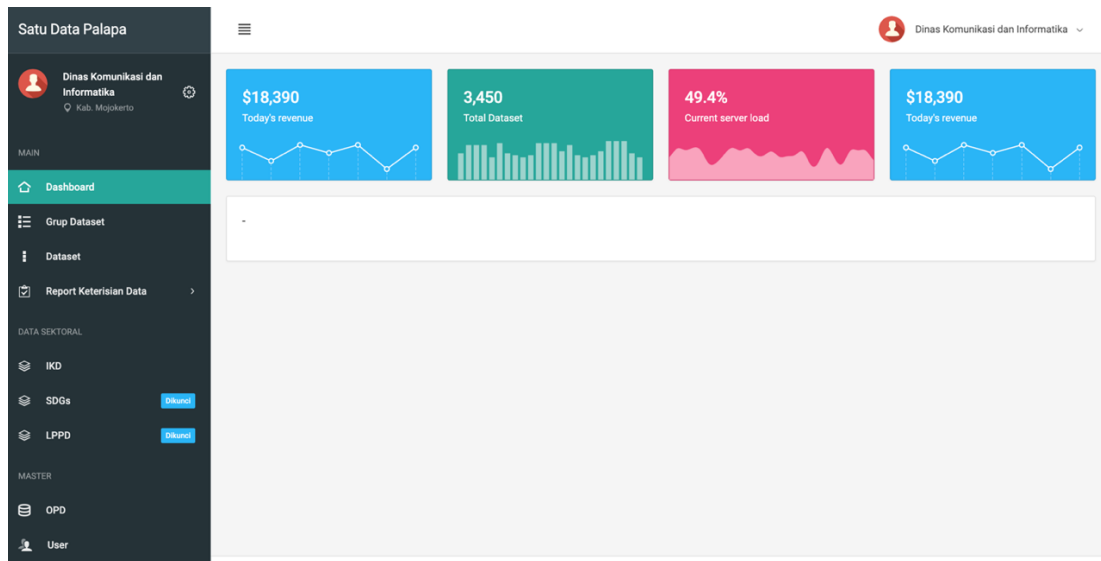 Satu Data Palapa
Dinas Komunikasi dan Informatika
Dinas Komunikasi dan
Informatika
Kab. Mojokerto
MAIN
Dashboard
Grup Dataset
Dataset
Report Keterisian Data
DATA SEKTORAL
IKD
SDGs Dikunci
LPPD Dikunci
MASTER
OPD
User
$18,390
Today's revenue
3,450
Total Dataset
49.4%
Current server load
$18,390
Today's revenue
-